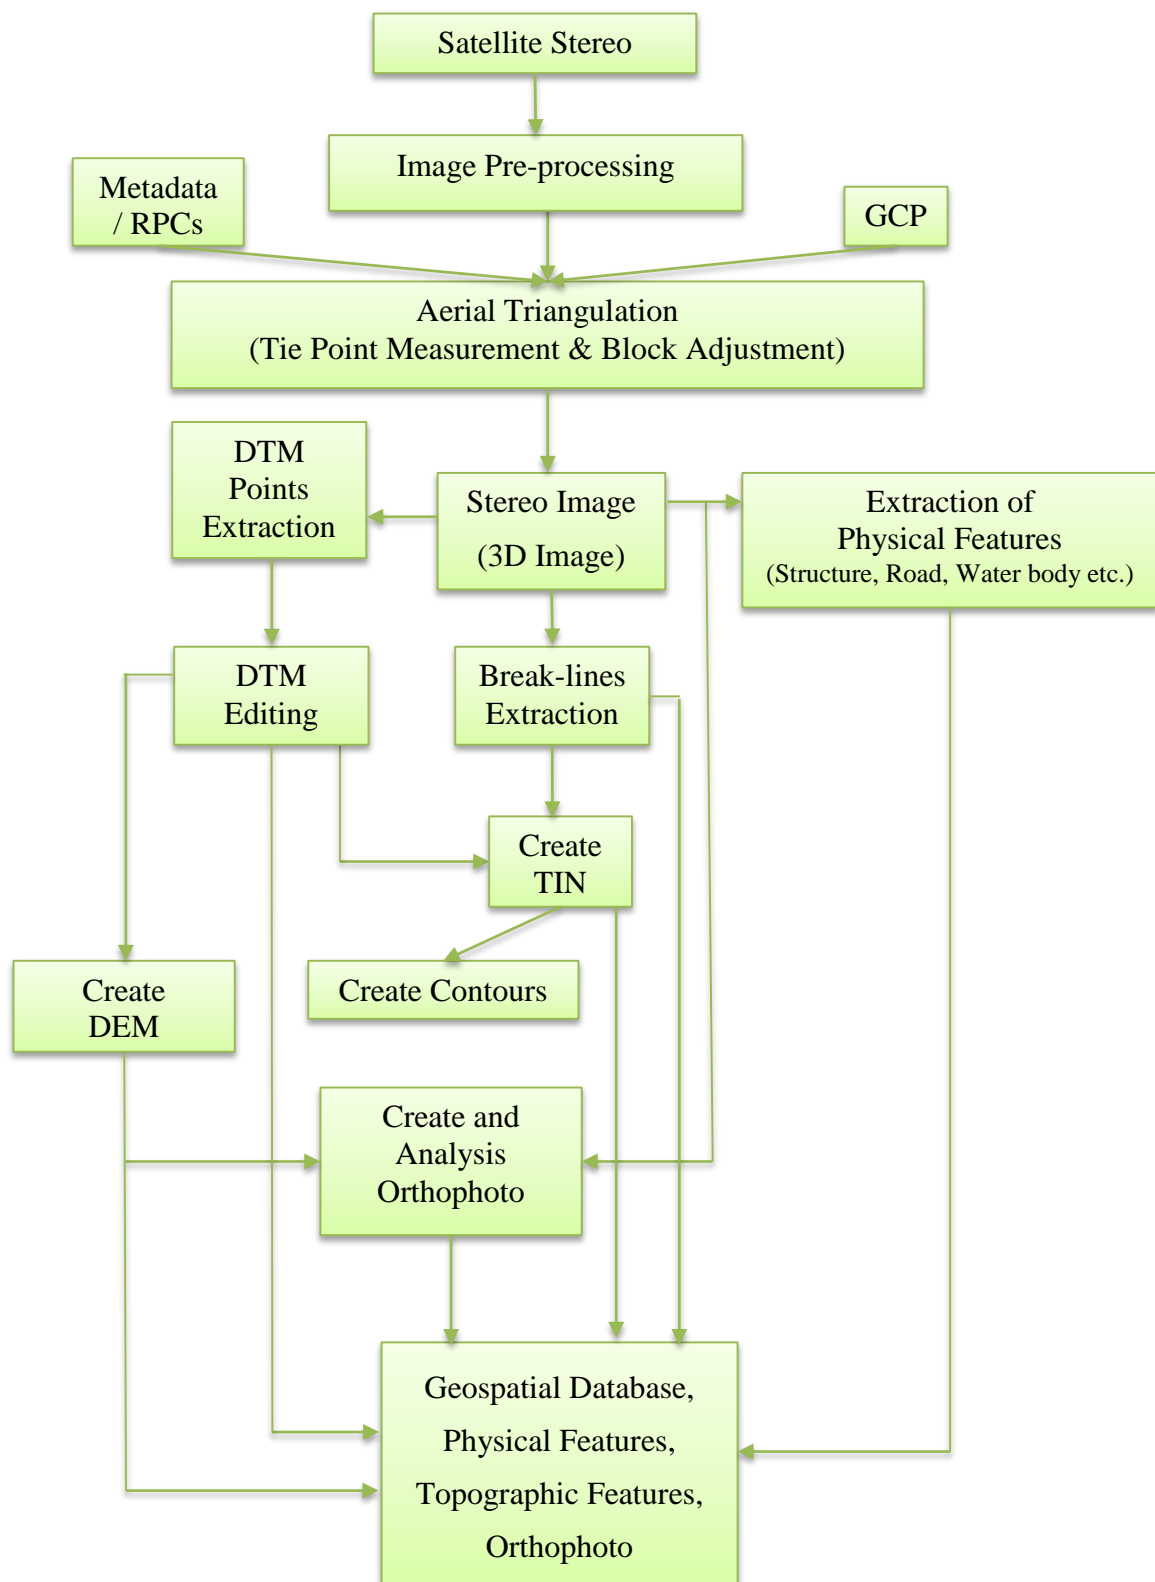 Satellite Stereo
Image Pre-processing
Metadata
/ RPCs
GCP
Aerial Triangulation
(Tie Point Measurement & Block Adjustment)
DTM
Points
Extraction
Stereo Image
(3D Image)
Extraction of
Physical Features
(Structure, Road, Water body etc.)
DTM
Editing
Break-lines
Extraction
Create
TIN
Create
DEM
Create Contours
Create and
Analysis
Orthophoto
Geospatial Database,
Physical Features,
Topographic Features,
Orthophoto